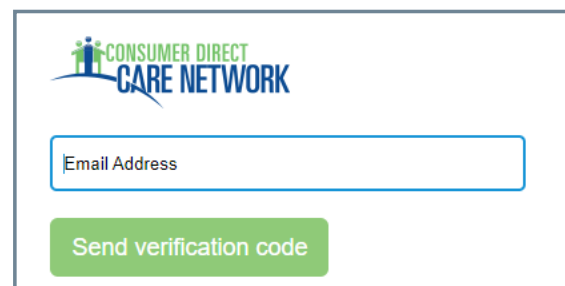 CONSUMER DIRECT
CARE NETWORK
Email Address
Send verification code